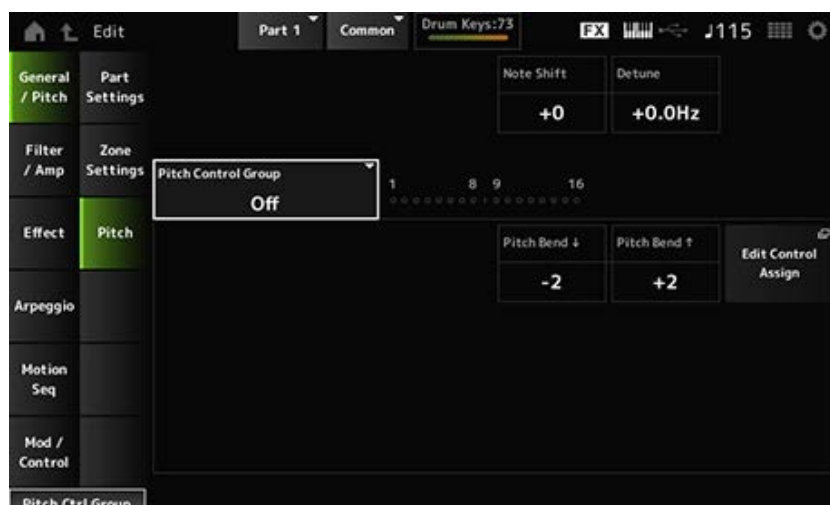 Edit
Part 1
Common
Drum Keys:73
FX
♩115
General
/ Pitch
Part
Settings
Note Shift
+0
Detune
+0.0Hz
Filter
/ Amp
Zone
Settings
Pitch Control Group
Off
1 8 9 16
Effect
Pitch
Pitch Bend ↓
-2
Pitch Bend ↑
+2
Edit Control
Assign
Arpeggio
Motion
Seq
Mod /
Control
Pitch Ctrl Group